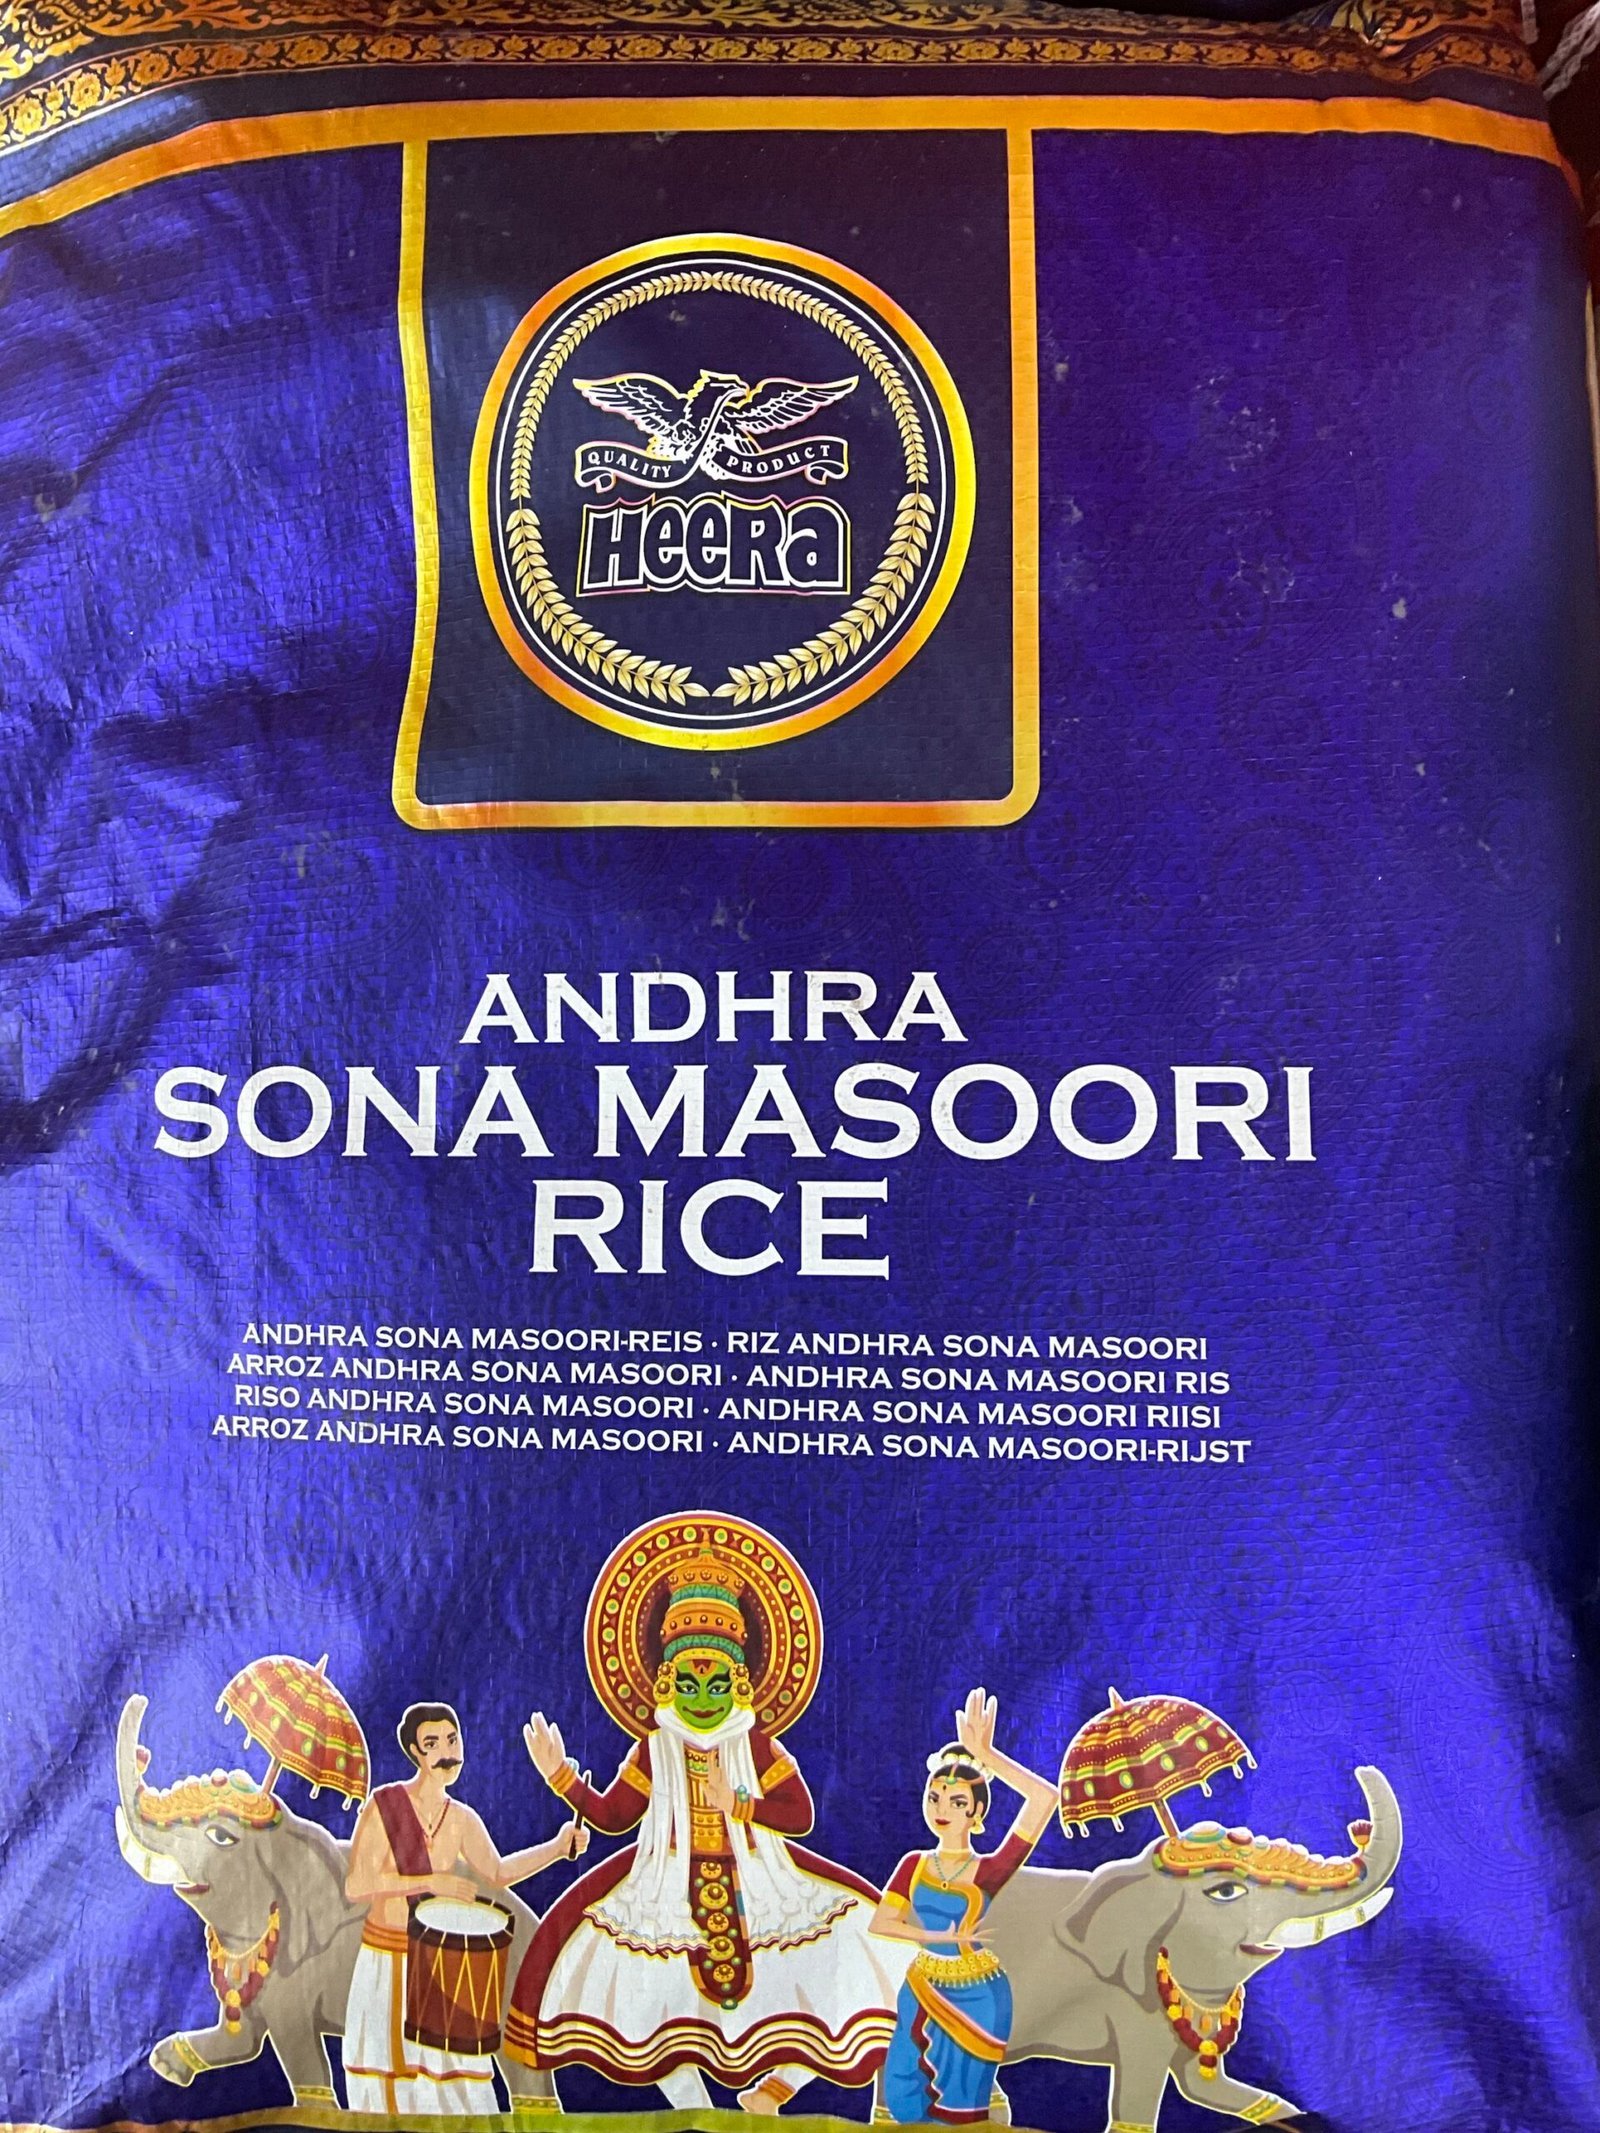 QUALITY PRODUCT
HEERA
ANDHRA
SONA MASOORI
RICE
ANDHRA SONA MASOORI-REIS · RIZ ANDHRA SONA MASOORI
ARROZ ANDHRA SONA MASOORI · ANDHRA SONA MASOORI RIS
RISO ANDHRA SONA MASOORI · ANDHRA SONA MASOORI RIISI
ARROZ ANDHRA SONA MASOORI · ANDHRA SONA MASOORI-RIJST